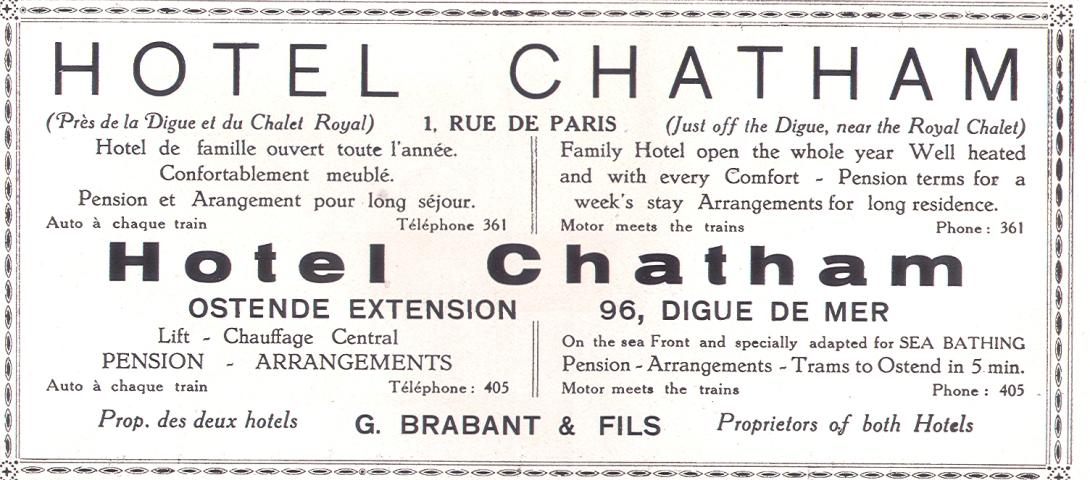 HOTEL CHATHAM
(Près de la Digue et du Chalet Royal) 1, RUE DE PARIS (Just off the Digue, near the Royal Chalet)
Hotel de famille ouvert toute l'année.
Confortablement meublé.
Pension et Arangement pour long séjour.
Auto à chaque train Téléphone 361
Family Hotel open the whole year Well heated
and with every Comfort - Pension terms for a
week's stay Arrangements for long residence.
Motor meets the trains Phone: 361
Hotel Chatham
OSTENDE EXTENSION 96, DIGUE DE MER
Lift - Chauffage Central
PENSION - ARRANGEMENTS
Auto à chaque train Téléphone: 405
On the sea Front and specially adapted for SEA BATHING
Pension - Arrangements - Trams to Ostend in 5 min.
Motor meets the trains Phone: 405
Prop. des deux hotels G. BRABANT & FILS Proprietors of both Hotels